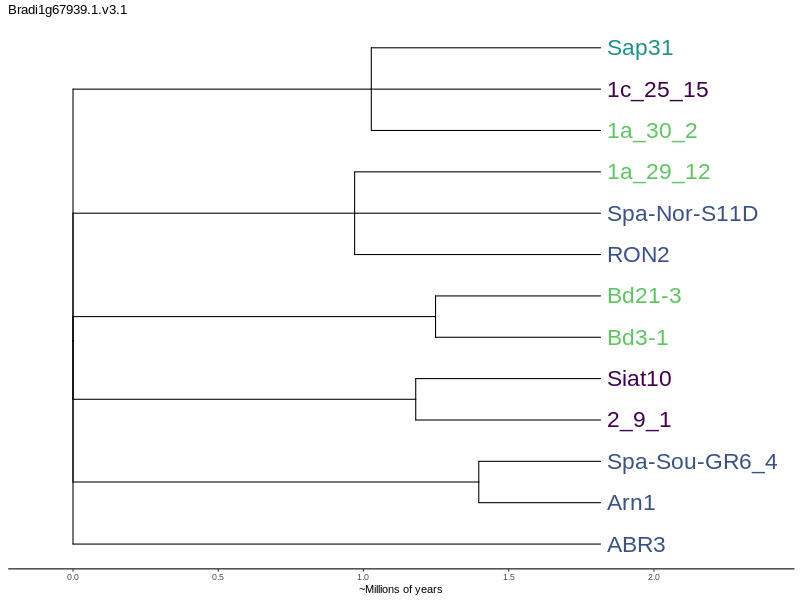 Bradi1g67939.1.v3.1
Sap31
1c_25_15
1a_30_2
1a_29_12
Spa-Nor-S11D
RON2
Bd21-3
Bd3-1
Siat10
2_9_1
Spa-Sou-GR6_4
Arn1
ABR3
0.0 0.5 1.0 1.5 2.0
~Millions of years